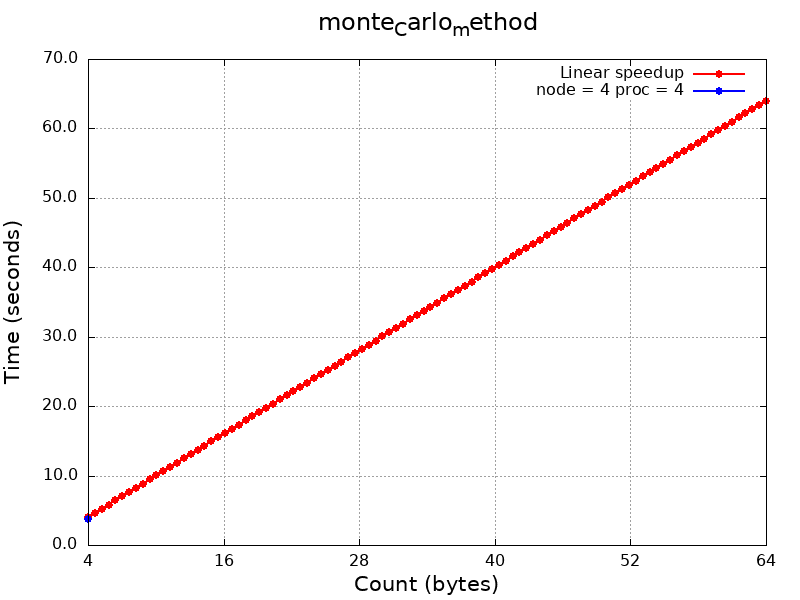 monteCarlomethod
70.0
60.0
50.0
40.0
30.0
20.0
10.0
0.0
Time (seconds)
Linear speedup
node = 4 proc = 4
4 16 28 40 52 64
Count (bytes)